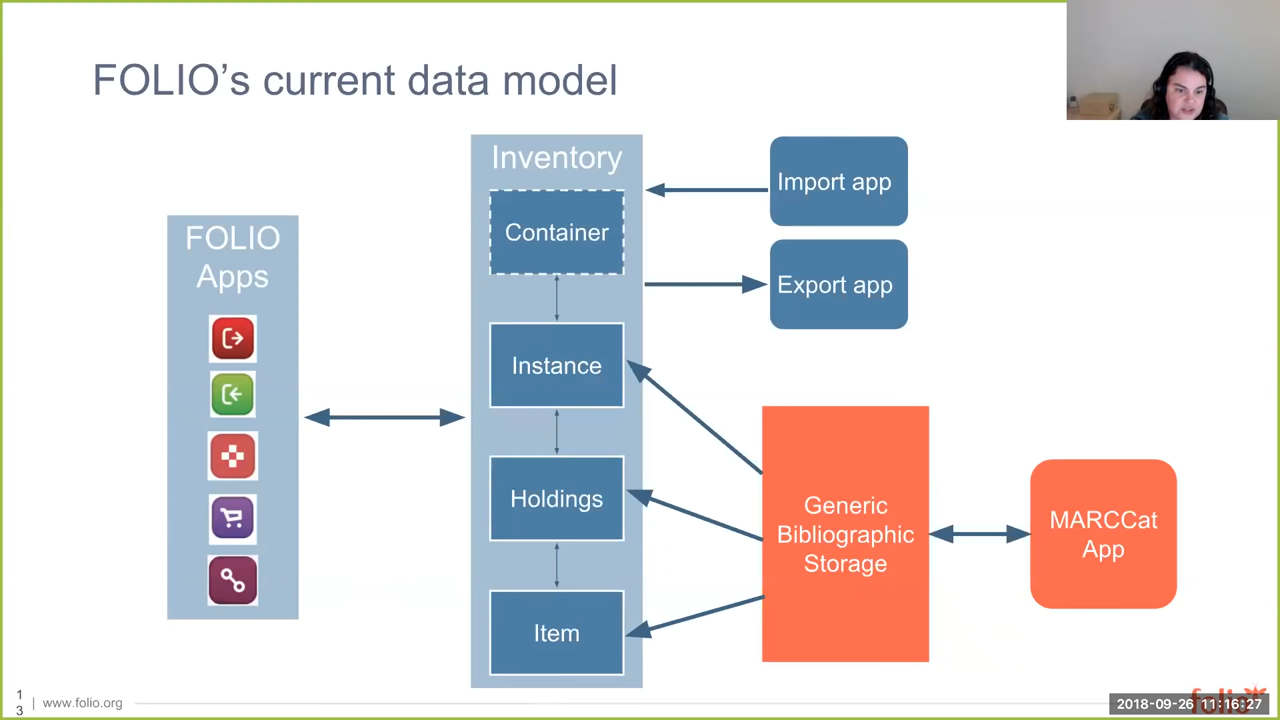 FOLIO’s current data model
FOLIO
Apps
Inventory
Container
Instance
Holdings
Item
Import app
Export app
Generic
Bibliographic
Storage
MARCCat
App
1
3
| www.folio.org
folio
2018-09-26 11:16:27